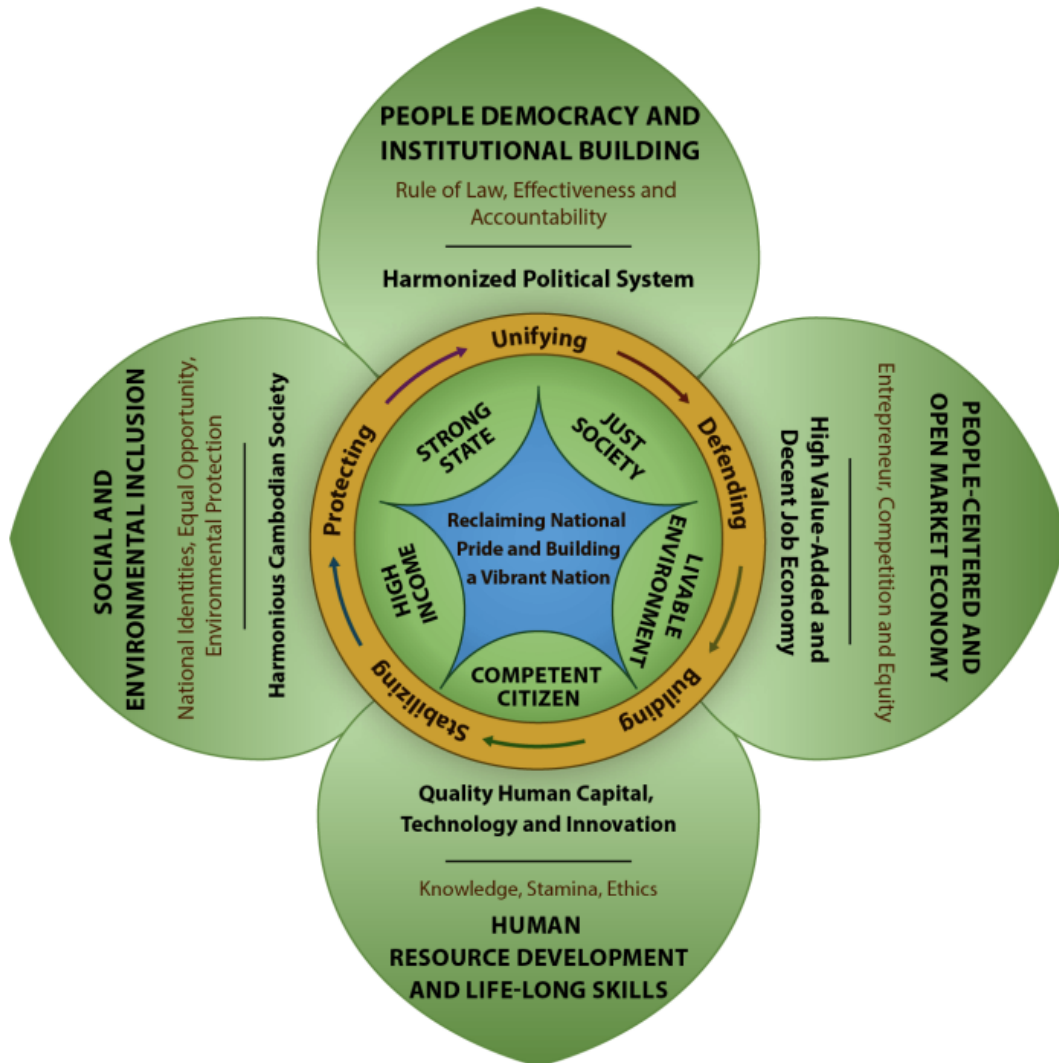 PEOPLE DEMOCRACY AND
INSTITUTIONAL BUILDING
Rule of Law, Effectiveness and
Accountability
Harmonized Political System
SOCIAL AND
ENVIRONMENTAL INCLUSION
National Identities, Equal Opportunity,
Environmental Protection
Harmonious Cambodian Society
Unifying
Defending
Building
Stabilizing
Protecting
STRONG
STATE
JUST
SOCIETY
LIVABLE
ENVIRONMENT
COMPETENT
CITIZEN
HIGH
INCOME
Reclaiming National
Pride and Building
a Vibrant Nation
PEOPLE-CENTERED AND
OPEN MARKET ECONOMY
Entrepreneur, Competition and Equity
High Value-Added and
Decent Job Economy
Quality Human Capital,
Technology and Innovation
Knowledge, Stamina, Ethics
HUMAN
RESOURCE DEVELOPMENT
AND LIFE-LONG SKILLS